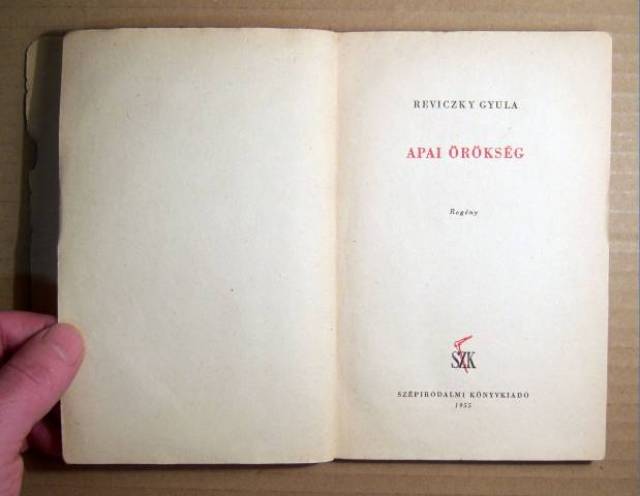 REVICZKY GYULA
APAI ÖRÖKSÉG
Regény
SZK
SZÉPIRODALMI KÖNYVKIADÓ
1955